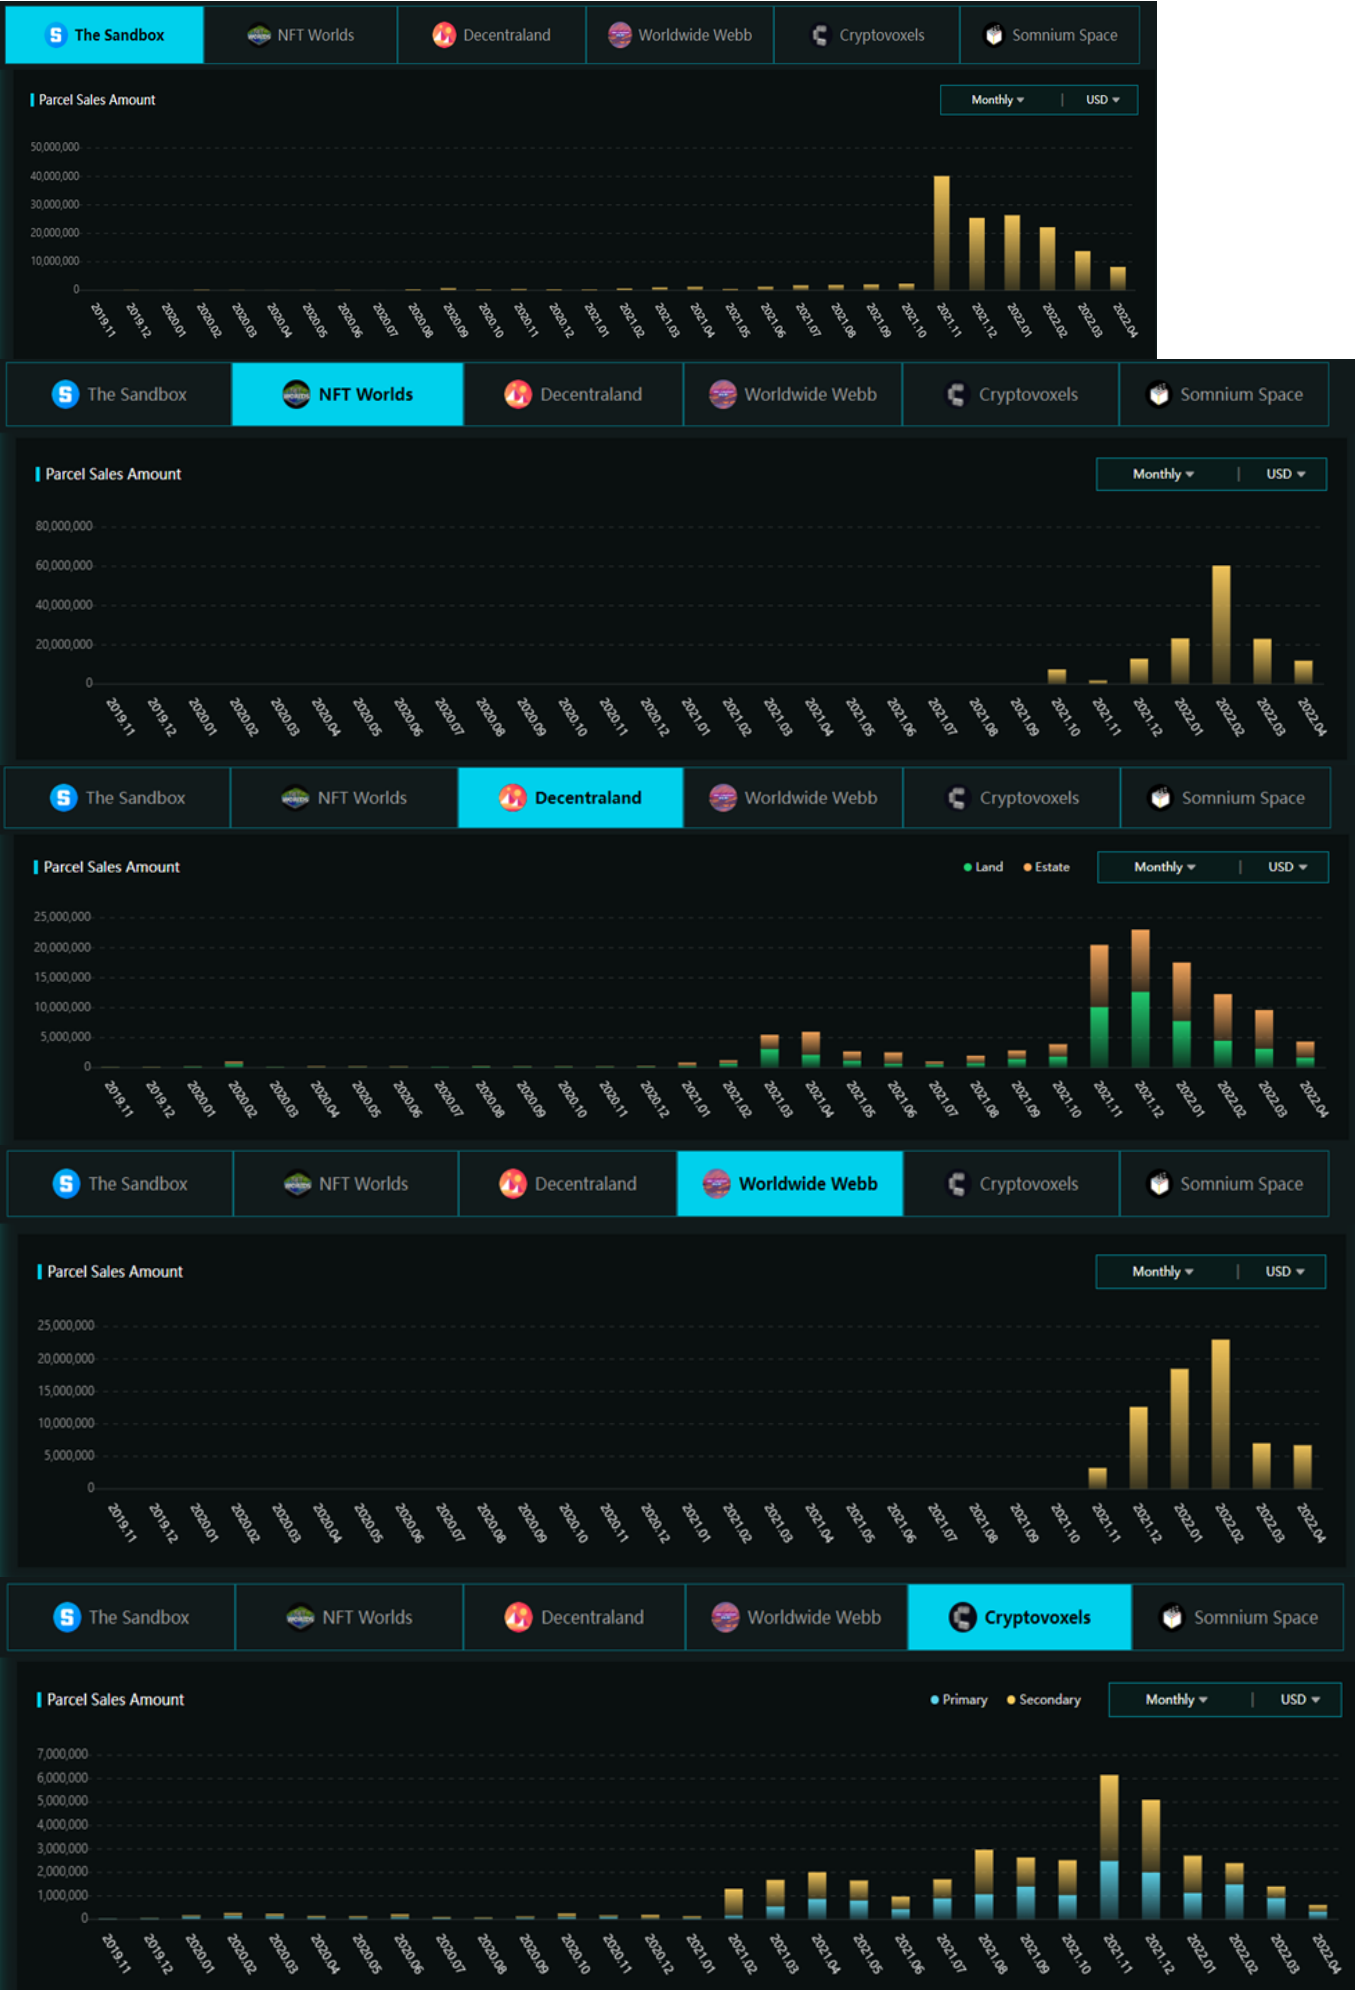 The Sandbox NFT Worlds Decentraland Worldwide Webb Cryptovoxels Somnium Space
Parcel Sales Amount Monthly | USD
50,000,000
40,000,000
30,000,000
20,000,000
10,000,000
0
2019.11 2019.12 2020.01 2020.02 2020.03 2020.04 2020.05 2020.06 2020.07 2020.08 2020.09 2020.10 2020.11 2020.12 2021.01 2021.02 2021.03 2021.04 2021.05 2021.06 2021.07 2021.08 2021.09 2021.10 2021.11 2021.12 2022.01 2022.02 2022.03 2022.04
The Sandbox NFT Worlds Decentraland Worldwide Webb Cryptovoxels Somnium Space
Parcel Sales Amount Monthly | USD
80,000,000
60,000,000
40,000,000
20,000,000
0
2019.11 2019.12 2020.01 2020.02 2020.03 2020.04 2020.05 2020.06 2020.07 2020.08 2020.09 2020.10 2020.11 2020.12 2021.01 2021.02 2021.03 2021.04 2021.05 2021.06 2021.07 2021.08 2021.09 2021.10 2021.11 2021.12 2022.01 2022.02 2022.03 2022.04
The Sandbox NFT Worlds Decentraland Worldwide Webb Cryptovoxels Somnium Space
Parcel Sales Amount Land Estate Monthly | USD
25,000,000
20,000,000
15,000,000
10,000,000
5,000,000
0
2019.11 2019.12 2020.01 2020.02 2020.03 2020.04 2020.05 2020.06 2020.07 2020.08 2020.09 2020.10 2020.11 2020.12 2021.01 2021.02 2021.03 2021.04 2021.05 2021.06 2021.07 2021.08 2021.09 2021.10 2021.11 2021.12 2022.01 2022.02 2022.03 2022.04
The Sandbox NFT Worlds Decentraland Worldwide Webb Cryptovoxels Somnium Space
Parcel Sales Amount Monthly | USD
25,000,000
20,000,000
15,000,000
10,000,000
5,000,000
0
2019.11 2019.12 2020.01 2020.02 2020.03 2020.04 2020.05 2020.06 2020.07 2020.08 2020.09 2020.10 2020.11 2020.12 2021.01 2021.02 2021.03 2021.04 2021.05 2021.06 2021.07 2021.08 2021.09 2021.10 2021.11 2021.12 2022.01 2022.02 2022.03 2022.04
The Sandbox NFT Worlds Decentraland Worldwide Webb Cryptovoxels Somnium Space
Parcel Sales Amount Primary Secondary Monthly | USD
7,000,000
6,000,000
5,000,000
4,000,000
3,000,000
2,000,000
1,000,000
0
2019.11 2019.12 2020.01 2020.02 2020.03 2020.04 2020.05 2020.06 2020.07 2020.08 2020.09 2020.10 2020.11 2020.12 2021.01 2021.02 2021.03 2021.04 2021.05 2021.06 2021.07 2021.08 2021.09 2021.10 2021.11 2021.12 2022.01 2022.02 2022.03 2022.04